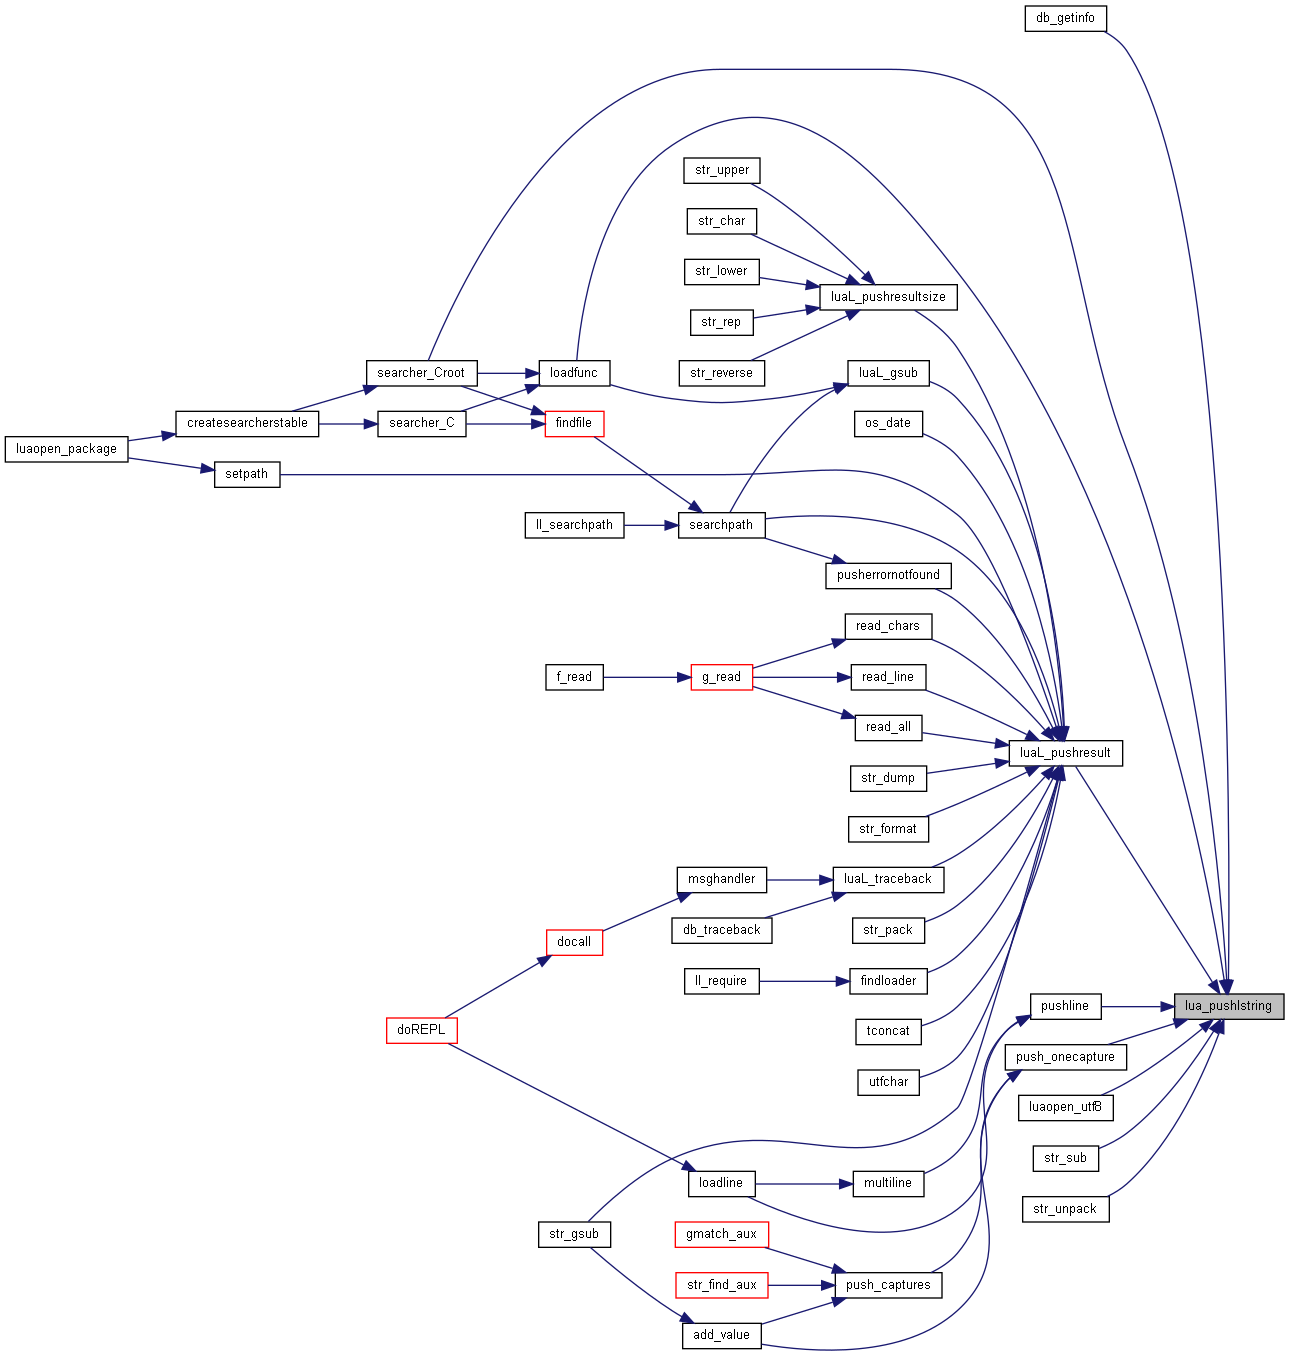 db_getinfo
str_upper
str_char
str_lower
luaL_pushresultsize
str_rep
str_reverse
searcher_Croot
loadfunc
luaL_gsub
createsearcherstable
searcher_C
findfile
os_date
luaopen_package
setpath
ll_searchpath
searchpath
pusherrornotfound
read_chars
f_read
g_read
read_line
read_all
luaL_pushresult
str_dump
str_format
msghandler
luaL_traceback
db_traceback
str_pack
docall
ll_require
findloader
pushline
lua_pushlstring
doREPL
tconcat
push_onecapture
utfchar
luaopen_utf8
str_sub
loadline
multiline
str_unpack
str_gsub
gmatch_aux
str_find_aux
push_captures
add_value